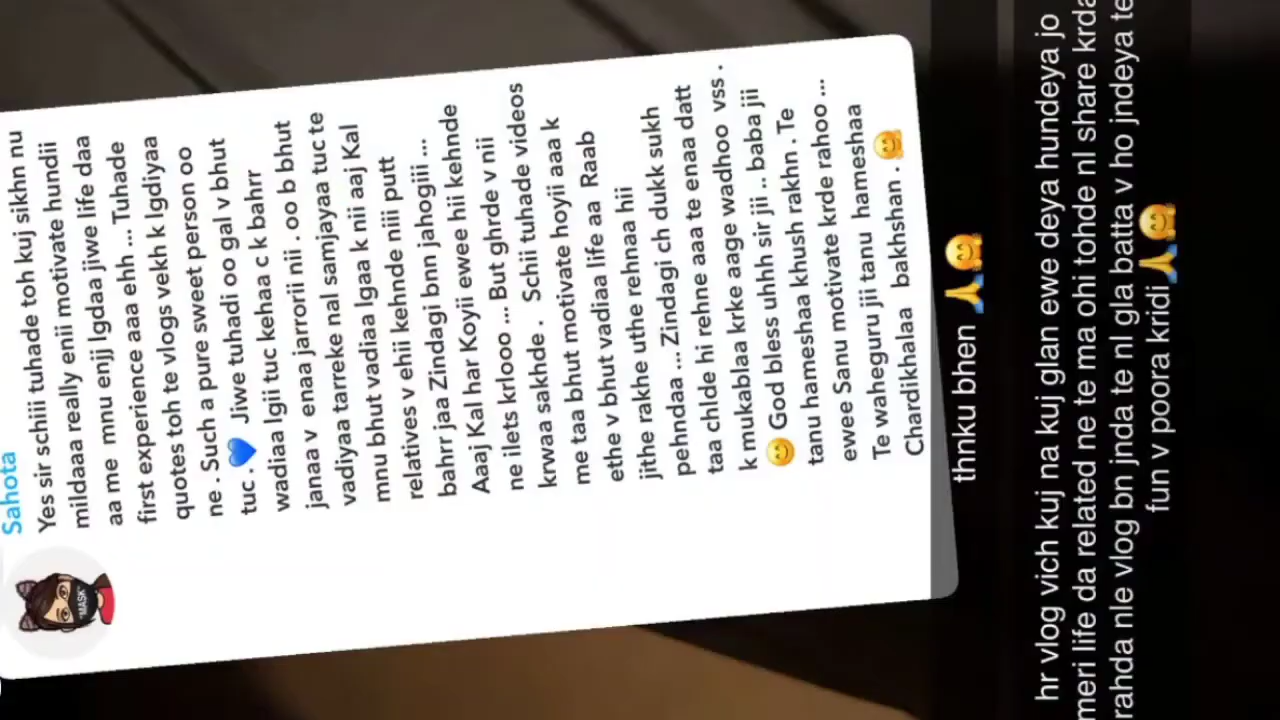 Sahota
Yes sir schiii tuhade toh kuj sikhn nu
mildaaa really enii motivate hundii
aa me mnu enjj lgdaa jiwe life daa
first experience aaa ehh ... Tuhade
quotes toh te vlogs vekh k lgdiyaa
ne . Such a pure sweet person oo
tuc . 💙 Jiwe tuhadi oo gal v bhut
wadiaa lgii tuc kehaa c k bahrr
janaa v enaa jarrorii nii . oo b bhut
vadiyaa tarreke nal samjayaa tuc te
mnu bhut vadiaa lgaa k nii aaj Kal
relatives v ehii kehnde niii putt
bahrr jaa Zindagi bnn jahogiii ...
Aaaj Kal har Koyii ewee hii kehnde
ne ilets krlooo ... But ghrde v nii
krwaa sakhde . Schii tuhade videos
me taa bhut motivate hoyii aaa k
ethe v bhut vadiaa life aa Raab
jithe rakhe uthe rehnaa hii
pehndaa ... Zindagi ch dukk sukh
taa chlde hi rehne aaa te enaa datt
k mukablaa krke aage wadhoo vss .
😊 God bless uhhh sir jii .. baba jii
tanu hameshaa khush rakhn . Te
ewee Sanu motivate krde rahoo ...
Te waheguru jii tanu hameshaa
Chardikhalaa bakhshan . 🤗
"MASK"
thnku bhen 🙏🤗
hr vlog vich kuj na kuj glan ewe deya hundeya jo
meri life da related ne te ma ohi tohde nl share krda
rahda nle vlog bn jnda te nl gla batta v ho jndeya te
fun v poora kridi 🙏🤗